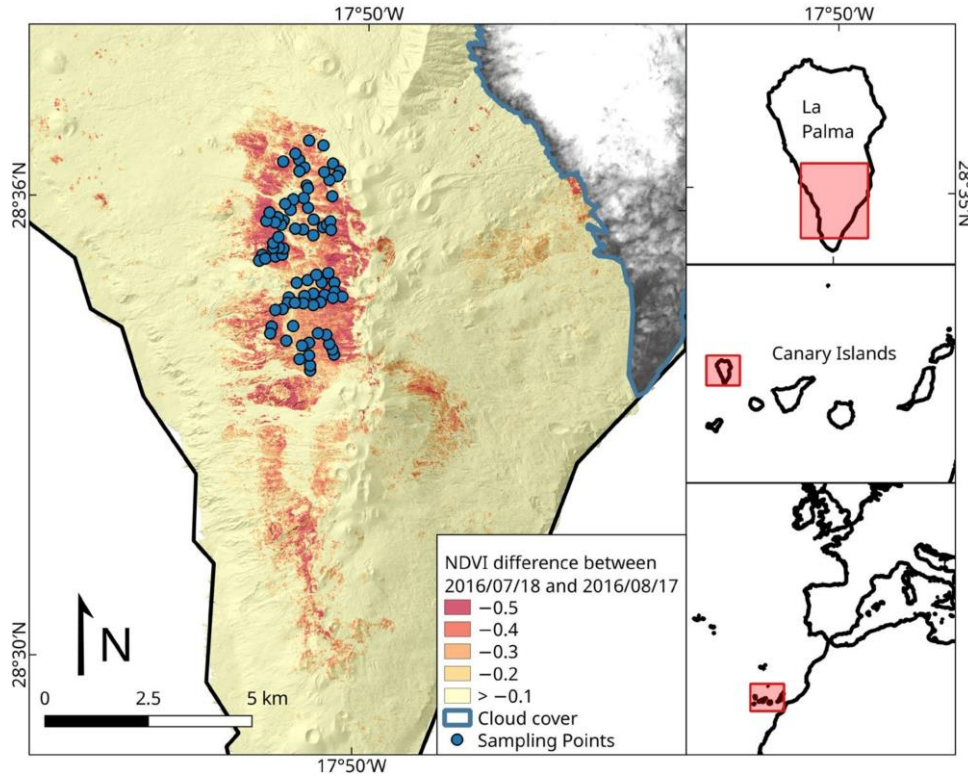 17°50'W
17°50'W
28°36'N
28°30'N
N
0 2.5 5 km
17°50'W
NDVI difference between
2016/07/18 and 2016/08/17
−0.5
−0.4
−0.3
−0.2
> −0.1
Cloud cover
Sampling Points
La
Palma
28°35'N
Canary Islands